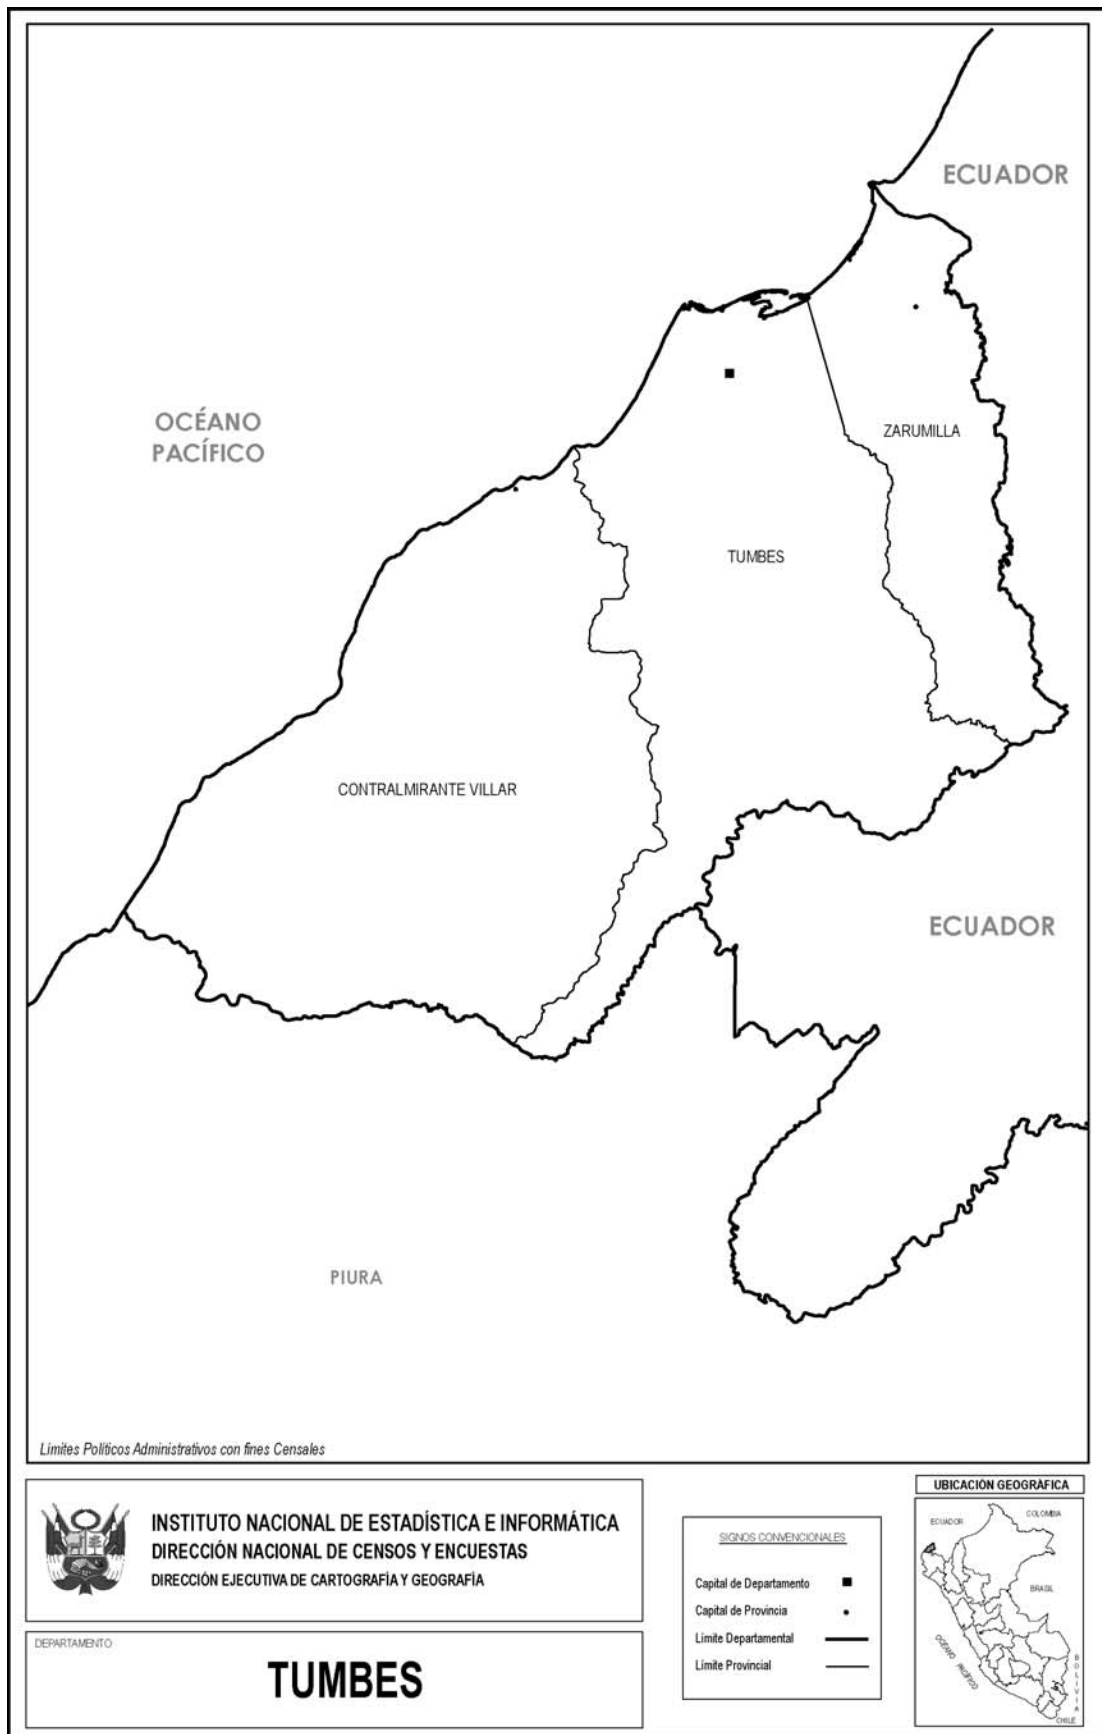 ECUADOR
OCÉANO
PACÍFICO
ZARUMILLA
TUMBES
CONTRALMIRANTE VILLAR
ECUADOR
PIURA
Límites Políticos Administrativos con fines Censales
INSTITUTO NACIONAL DE ESTADÍSTICA E INFORMÁTICA
DIRECCIÓN NACIONAL DE CENSOS Y ENCUESTAS
DIRECCIÓN EJECUTIVA DE CARTOGRAFÍA Y GEOGRAFÍA
DEPARTAMENTO
TUMBES
SIGNOS CONVENCIONALES
Capital de Departamento
Capital de Provincia
Límite Departamental
Límite Provincial
UBICACIÓN GEOGRÀFICA
ECUADOR
COLOMBIA
BRASIL
OCÉANO PACÍFICO
BOLIVIA
CHILE